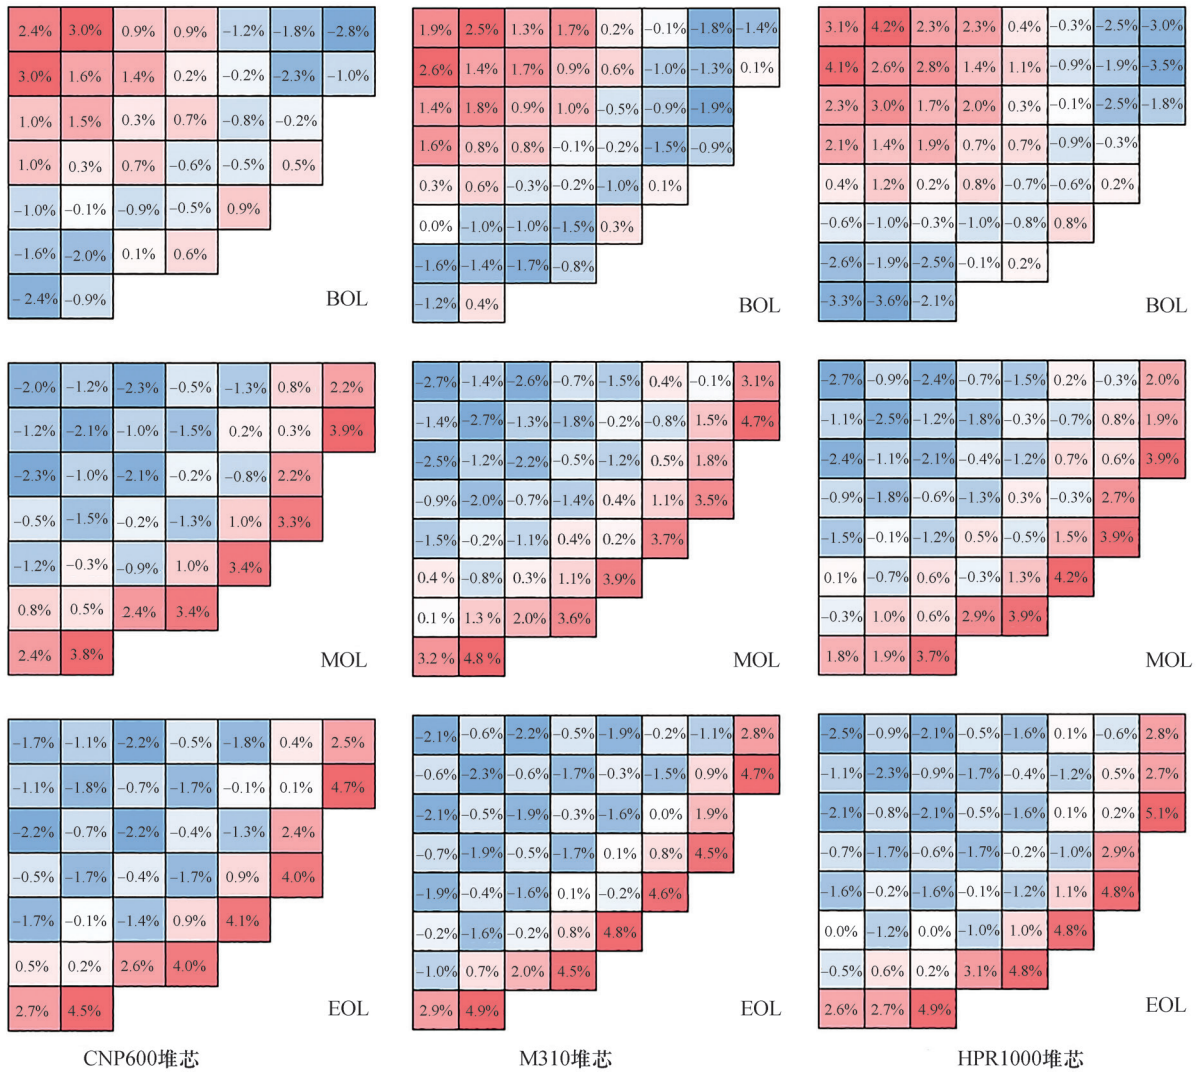 2.4% 3.0% 0.9% 0.9% −1.2% −1.8% −2.8%
3.0% 1.6% 1.4% 0.2% −0.2% −2.3% −1.0%
1.0% 1.5% 0.3% 0.7% −0.8% −0.2%
1.0% 0.3% 0.7% −0.6% −0.5% 0.5%
−1.0% −0.1% −0.9% −0.5% 0.9%
−1.6% −2.0% 0.1% 0.6%
− 2.4% −0.9%
BOL
1.9% 2.5% 1.3% 1.7% 0.2% −0.1% −1.8% −1.4%
2.6% 1.4% 1.7% 0.9% 0.6% −1.0% −1.3% 0.1%
1.4% 1.8% 0.9% 1.0% −0.5% −0.9% −1.9%
1.6% 0.8% 0.8% −0.1% −0.2% −1.5% −0.9%
0.3% 0.6% −0.3% −0.2% −1.0% 0.1%
0.0% −1.0% −1.0% −1.5% 0.3%
−1.6% −1.4% −1.7% −0.8%
−1.2% 0.4%
BOL
3.1% 4.2% 2.3% 2.3% 0.4% −0.3% −2.5% −3.0%
4.1% 2.6% 2.8% 1.4% 1.1% −0.9% −1.9% −3.5%
2.3% 3.0% 1.7% 2.0% 0.3% −0.1% −2.5% −1.8%
2.1% 1.4% 1.9% 0.7% 0.7% −0.9% −0.3%
0.4% 1.2% 0.2% 0.8% −0.7% −0.6% 0.2%
−0.6% −1.0% −0.3% −1.0% −0.8% 0.8%
−2.6% −1.9% −2.5% −0.1% 0.2%
−3.3% −3.6% −2.1%
BOL
−2.0% −1.2% −2.3% −0.5% −1.3% 0.8% 2.2%
−1.2% −2.1% −1.0% −1.5% 0.2% 0.3% 3.9%
−2.3% −1.0% −2.1% −0.2% −0.8% 2.2%
−0.5% −1.5% −0.2% −1.3% 1.0% 3.3%
−1.2% −0.3% −0.9% 1.0% 3.4%
0.8% 0.5% 2.4% 3.4%
2.4% 3.8%
MOL
−2.7% −1.4% −2.6% −0.7% −1.5% 0.4% −0.1% 3.1%
−1.4% −2.7% −1.3% −1.8% −0.2% −0.8% 1.5% 4.7%
−2.5% −1.2% −2.2% −0.5% −1.2% 0.5% 1.8%
−0.9% −2.0% −0.7% −1.4% 0.4% 1.1% 3.5%
−1.5% −0.2% −1.1% 0.4% 0.2% 3.7%
0.4 % −0.8% 0.3% 1.1% 3.9%
0.1 % 1.3 % 2.0% 3.6%
3.2 % 4.8 %
MOL
−2.7% −0.9% −2.4% −0.7% −1.5% 0.2% −0.3% 2.0%
−1.1% −2.5% −1.2% −1.8% −0.3% −0.7% 0.8% 1.9%
−2.4% −1.1% −2.1% −0.4% −1.2% 0.7% 0.6% 3.9%
−0.9% −1.8% −0.6% −1.3% 0.3% −0.3% 2.7%
−1.5% −0.1% −1.2% 0.5% −0.5% 1.5% 3.9%
0.1% −0.7% 0.6% −0.3% 1.3% 4.2%
−0.3% 1.0% 0.6% 2.9% 3.9%
1.8% 1.9% 3.7%
MOL
−1.7% −1.1% −2.2% −0.5% −1.8% 0.4% 2.5%
−1.1% −1.8% −0.7% −1.7% −0.1% 0.1% 4.7%
−2.2% −0.7% −2.2% −0.4% −1.3% 2.4%
−0.5% −1.7% −0.4% −1.7% 0.9% 4.0%
−1.7% −0.1% −1.4% 0.9% 4.1%
0.5% 0.2% 2.6% 4.0%
2.7% 4.5%
EOL
−2.1% −0.6% −2.2% −0.5% −1.9% −0.2% −1.1% 2.8%
−0.6% −2.3% −0.6% −1.7% −0.3% −1.5% 0.9% 4.7%
−2.1% −0.5% −1.9% −0.3% −1.6% 0.0% 1.9%
−0.7% −1.9% −0.5% −1.7% 0.1% 0.8% 4.5%
−1.9% −0.4% −1.6% 0.1% −0.2% 4.6%
−0.2% −1.6% −0.2% 0.8% 4.8%
−1.0% 0.7% 2.0% 4.5%
2.9% 4.9%
EOL
−2.5% −0.9% −2.1% −0.5% −1.6% 0.1% −0.6% 2.8%
−1.1% −2.3% −0.9% −1.7% −0.4% −1.2% 0.5% 2.7%
−2.1% −0.8% −2.1% −0.5% −1.6% 0.1% 0.2% 5.1%
−0.7% −1.7% −0.6% −1.7% −0.2% −1.0% 2.9%
−1.6% −0.2% −1.6% −0.1% −1.2% 1.1% 4.8%
0.0% −1.2% 0.0% −1.0% 1.0% 4.8%
−0.5% 0.6% 0.2% 3.1% 4.8%
2.6% 2.7% 4.9%
EOL
CNP600堆芯
M310堆芯
HPR1000堆芯